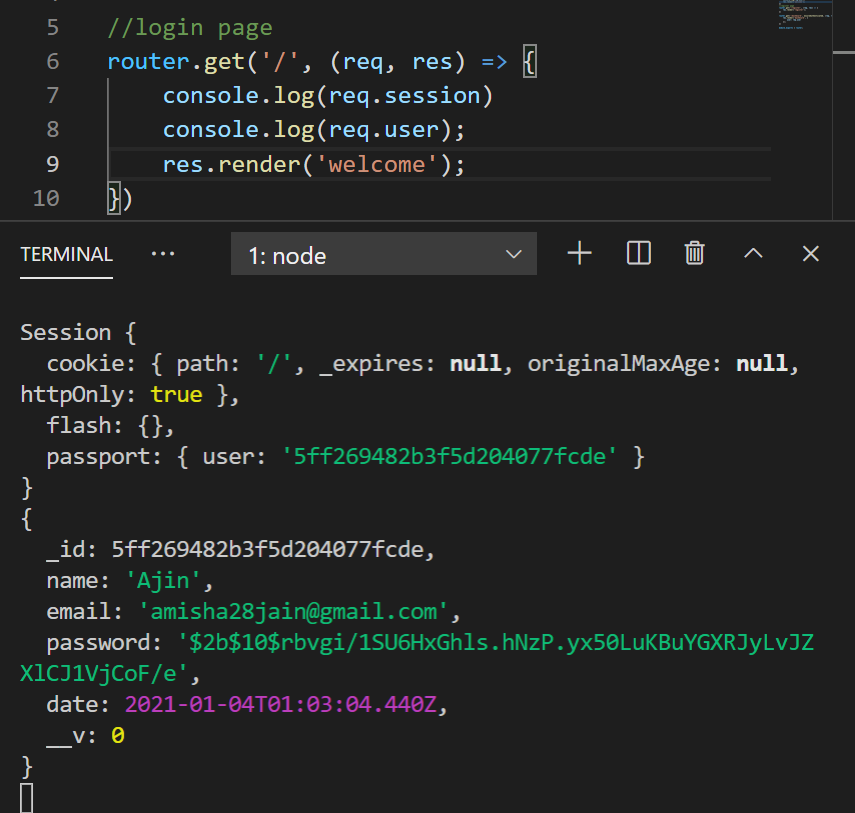 5 //login page
6 router.get('/', (req, res) => {
7 console.log(req.session)
8 console.log(req.user);
9 res.render('welcome');
10 })
TERMINAL ... 1: node
Session {
cookie: { path: '/', _expires: null, originalMaxAge: null,
httpOnly: true },
flash: {},
passport: { user: '5ff269482b3f5d204077fcde' }
}
{
_id: 5ff269482b3f5d204077fcde,
name: 'Ajin',
email: 'amisha28jain@gmail.com',
password: '$2b$10$rbvgi/1SU6HxGhls.hNzP.yx50LuKBuYGXRJyLvJZ
XlCJ1VjCoF/e',
date: 2021-01-04T01:03:04.440Z,
__v: 0
}